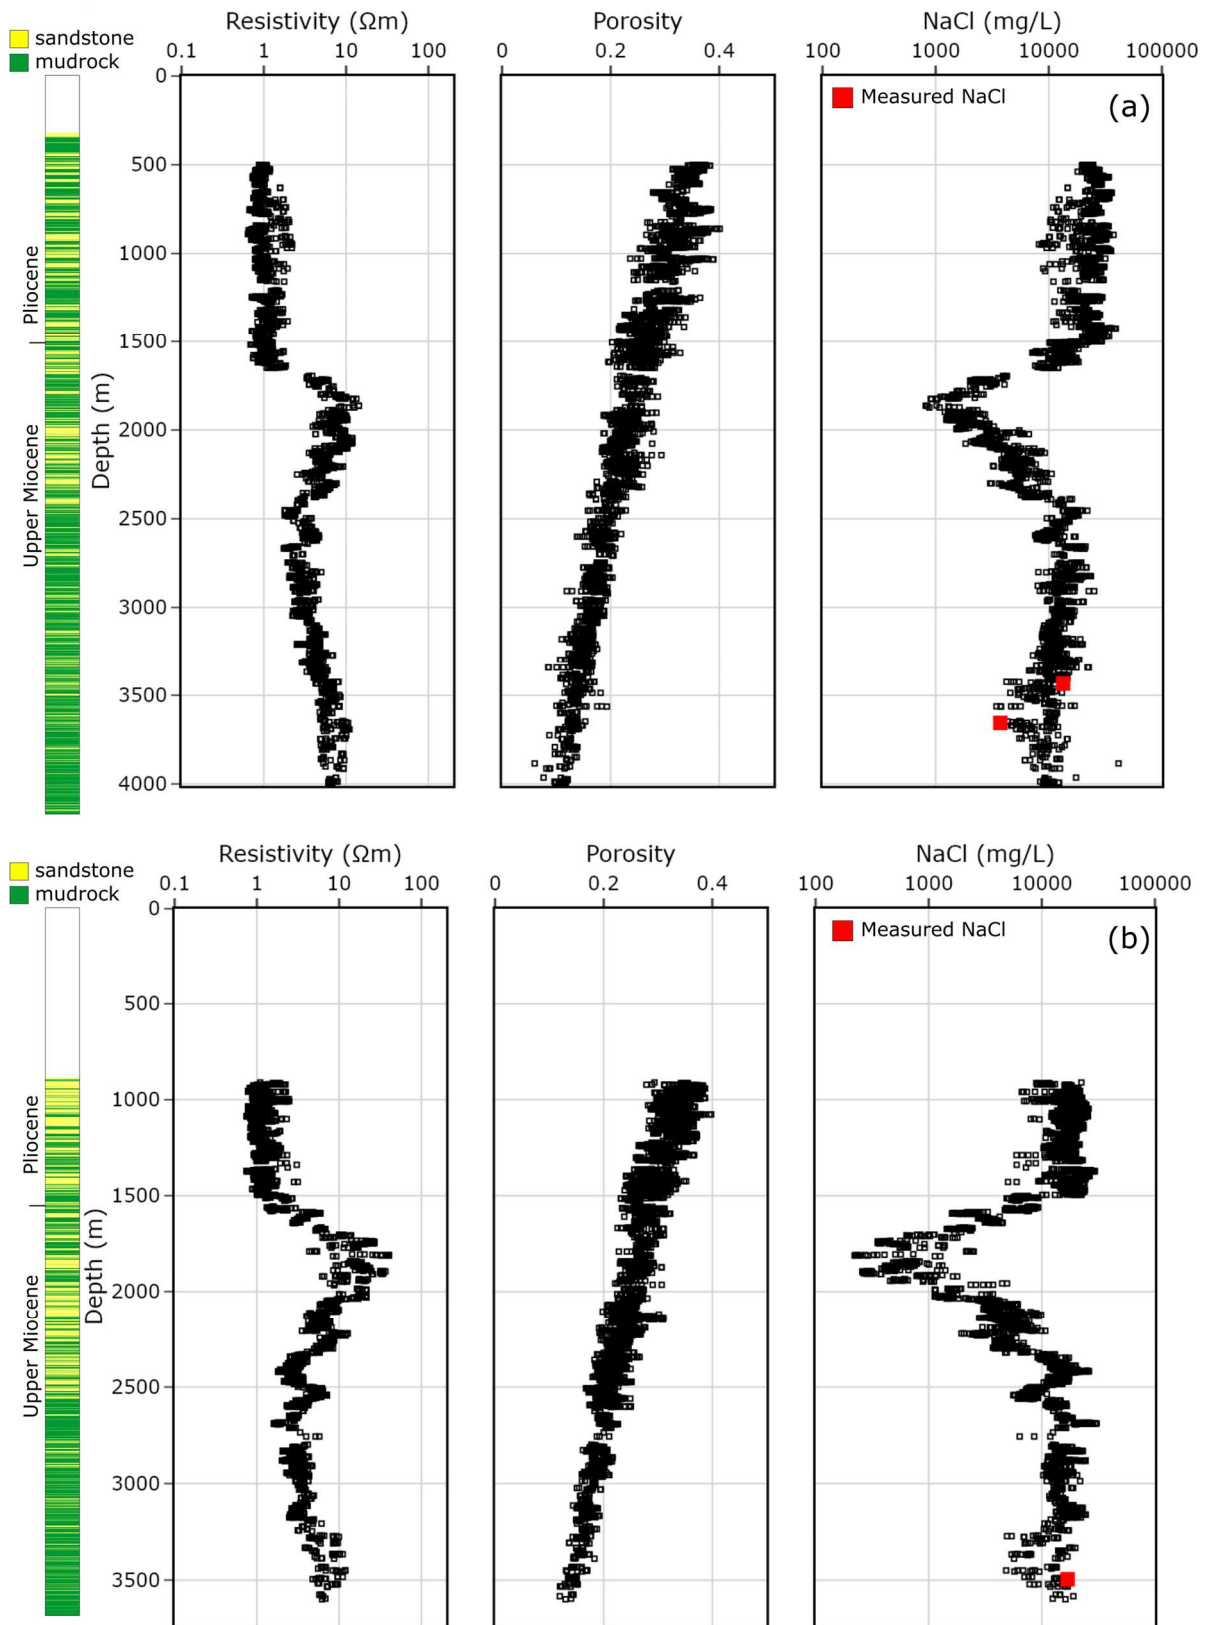 Resistivity (Ωm) Porosity NaCl (mg/L)
sandstone
mudrock
0.1 1 10 100 0 0.2 0.4 100 1000 10000 100000
0
Measured NaCl (a)
500
1000
Pliocene
1500
Depth (m)
2000
Upper Miocene
2500
3000
3500
4000
Resistivity (Ωm) Porosity NaCl (mg/L)
sandstone
mudrock
0.1 1 10 100 0 0.2 0.4 100 1000 10000 100000
0
Measured NaCl (b)
500
1000
Pliocene
1500
Depth (m)
2000
Upper Miocene
2500
3000
3500